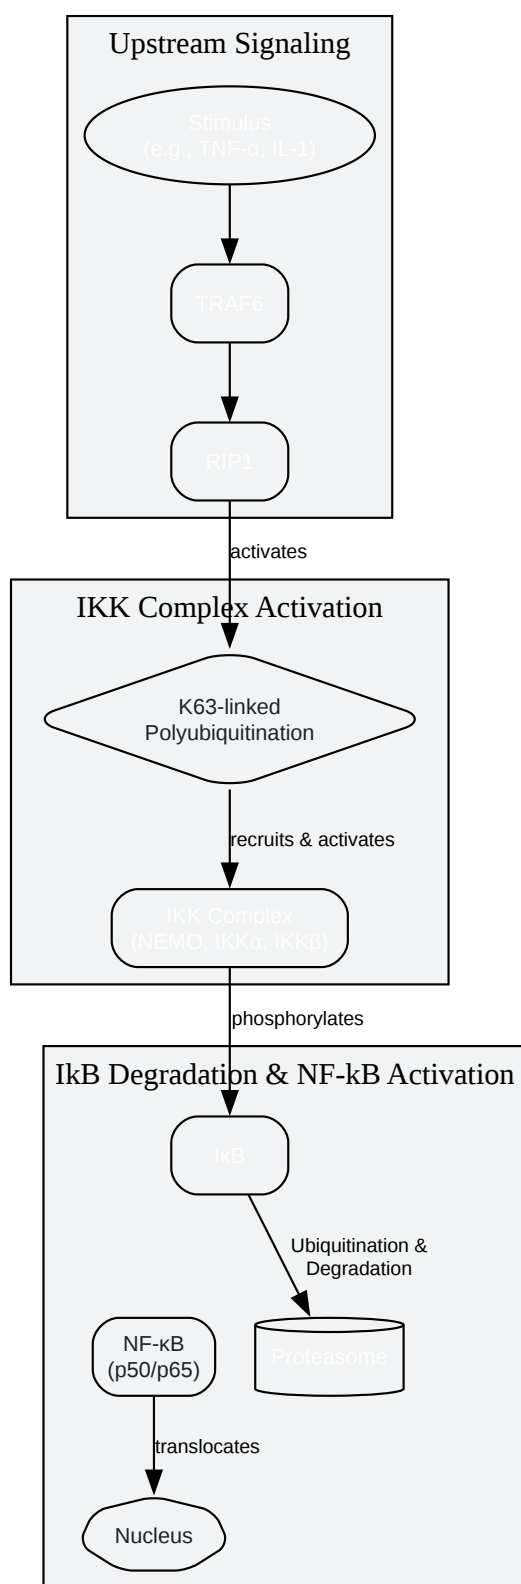 Upstream Signaling
Stimulus
(e.g., TNF-α, IL-1)
TRAF6
RIP1
activates
IKK Complex Activation
K63-linked
Polyubiquitination
recruits & activates
IKK Complex
(NEMO, IKKα, IKKβ)
phosphorylates
IkB Degradation & NF-kB Activation
IκB
Ubiquitination &
Degradation
NF-κB
(p50/p65)
Proteasome
translocates
Nucleus